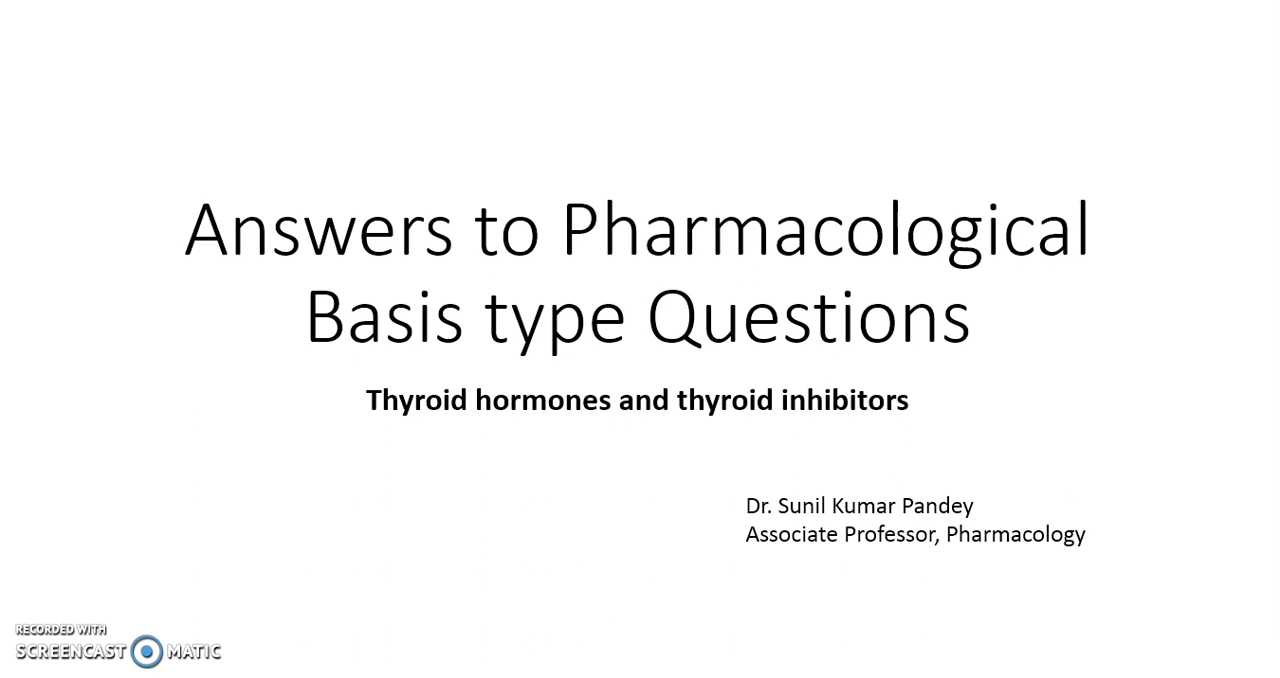 Answers to Pharmacological
Basis type Questions
Thyroid hormones and thyroid inhibitors
Dr. Sunil Kumar Pandey
Associate Professor, Pharmacology
RECORDED WITH
SCREENCAST MATIC